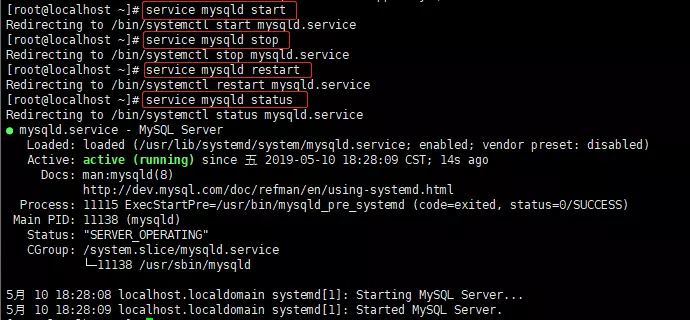 [root@localhost ~]# service mysqld start
Redirecting to /bin/systemctl start mysqld.service
[root@localhost ~]# service mysqld stop
Redirecting to /bin/systemctl stop mysqld.service
[root@localhost ~]# service mysqld restart
Redirecting to /bin/systemctl restart mysqld.service
[root@localhost ~]# service mysqld status
Redirecting to /bin/systemctl status mysqld.service
● mysqld.service - MySQL Server
Loaded: loaded (/usr/lib/systemd/system/mysqld.service; enabled; vendor preset: disabled)
Active: active (running) since 五 2019-05-10 18:28:09 CST; 14s ago
Docs: man:mysqld(8)
http://dev.mysql.com/doc/refman/en/using-systemd.html
Process: 11115 ExecStartPre=/usr/bin/mysqld_pre_systemd (code=exited, status=0/SUCCESS)
Main PID: 11138 (mysqld)
Status: "SERVER_OPERATING"
CGroup: /system.slice/mysqld.service
└─11138 /usr/sbin/mysqld
5月 10 18:28:08 localhost.localdomain systemd[1]: Starting MySQL Server...
5月 10 18:28:09 localhost.localdomain systemd[1]: Started MySQL Server.